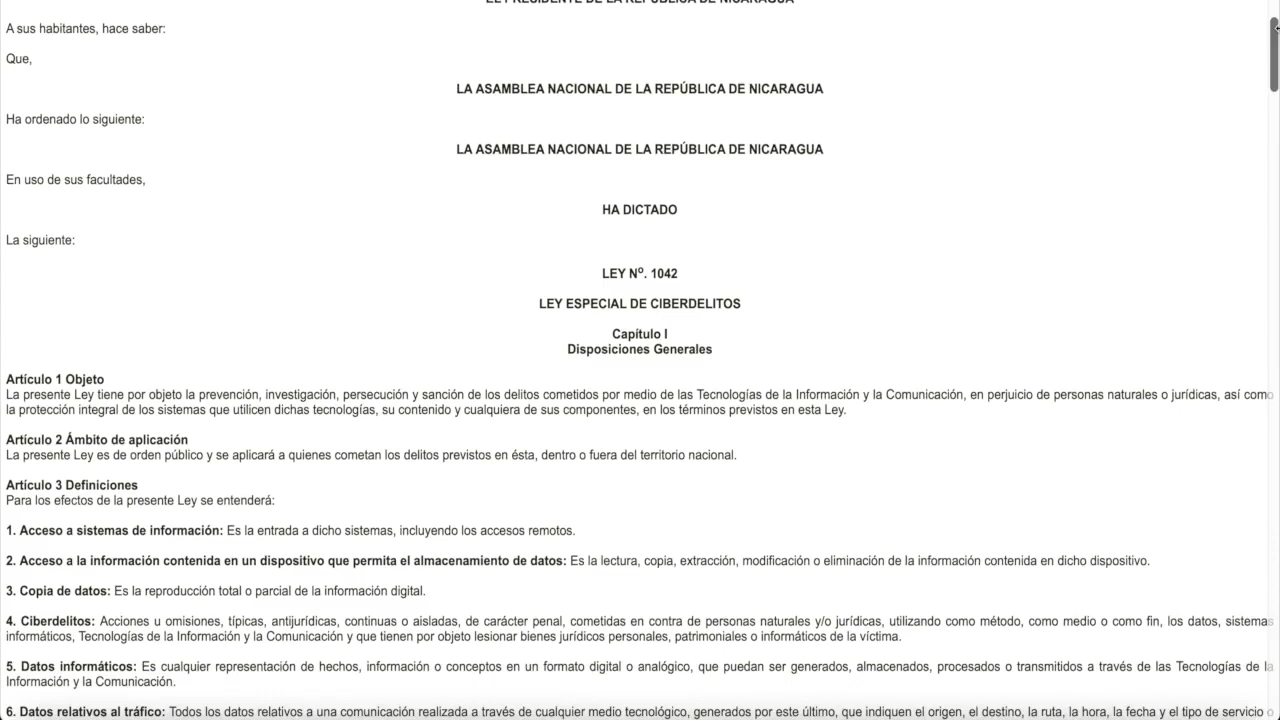 LEY PRESIDENTE DE LA REPÚBLICA DE NICARAGUA
A sus habitantes, hace saber:
Que,
LA ASAMBLEA NACIONAL DE LA REPÚBLICA DE NICARAGUA
Ha ordenado lo siguiente:
LA ASAMBLEA NACIONAL DE LA REPÚBLICA DE NICARAGUA
En uso de sus facultades,
HA DICTADO
La siguiente:
LEY Nº. 1042
LEY ESPECIAL DE CIBERDELITOS
Capítulo I
Disposiciones Generales
Artículo 1 Objeto
La presente Ley tiene por objeto la prevención, investigación, persecución y sanción de los delitos cometidos por medio de las Tecnologías de la Información y la Comunicación, en perjuicio de personas naturales o jurídicas, así como
la protección integral de los sistemas que utilicen dichas tecnologías, su contenido y cualquiera de sus componentes, en los términos previstos en esta Ley.
Artículo 2 Ámbito de aplicación
La presente Ley es de orden público y se aplicará a quienes cometan los delitos previstos en ésta, dentro o fuera del territorio nacional.
Artículo 3 Definiciones
Para los efectos de la presente Ley se entenderá:
1. Acceso a sistemas de información: Es la entrada a dicho sistemas, incluyendo los accesos remotos.
2. Acceso a la información contenida en un dispositivo que permita el almacenamiento de datos: Es la lectura, copia, extracción, modificación o eliminación de la información contenida en dicho dispositivo.
3. Copia de datos: Es la reproducción total o parcial de la información digital.
4. Ciberdelitos: Acciones u omisiones, típicas, antijurídicas, continuas o aisladas, de carácter penal, cometidas en contra de personas naturales y/o jurídicas, utilizando como método, como medio o como fin, los datos, sistemas
informáticos, Tecnologías de la Información y la Comunicación y que tienen por objeto lesionar bienes jurídicos personales, patrimoniales o informáticos de la víctima.
5. Datos informáticos: Es cualquier representación de hechos, información o conceptos en un formato digital o analógico, que puedan ser generados, almacenados, procesados o transmitidos a través de las Tecnologías de la
Información y la Comunicación.
6. Datos relativos al tráfico: Todos los datos relativos a una comunicación realizada a través de cualquier medio tecnológico, generados por este último, que indiquen el origen, el destino, la ruta, la hora, la fecha y el tipo de servicio o